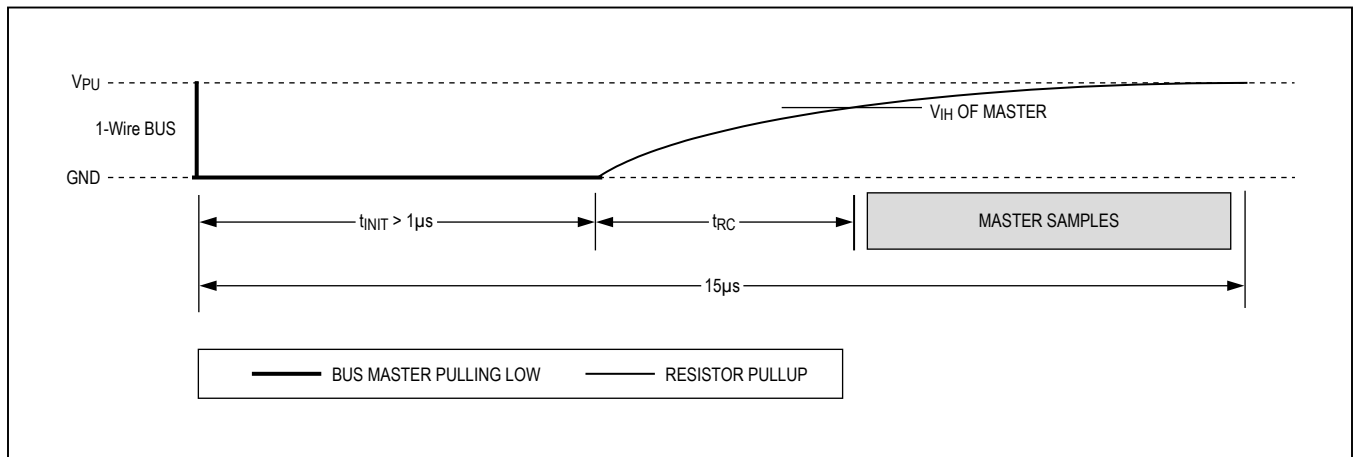 VPU
1-Wire BUS
VIH OF MASTER
GND
tINIT > 1µs
tRC
MASTER SAMPLES
15µs
BUS MASTER PULLING LOW
RESISTOR PULLUP